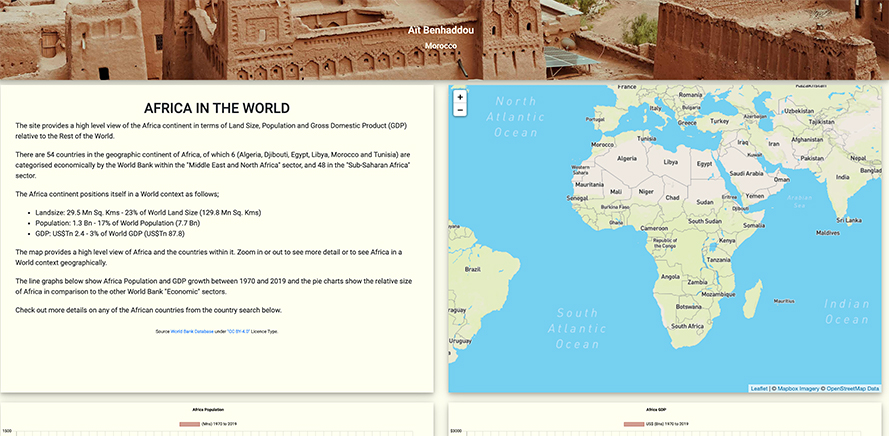 Aït Benhaddou
Morocco
AFRICA IN THE WORLD
The site provides a high level view of the Africa continent in terms of Land Size, Population and Gross Domestic Product (GDP)
relative to the Rest of the World.
There are 54 countries in the geographic continent of Africa, of which 6 (Algeria, Djibouti, Egypt, Libya, Morocco and Tunisia) are
categorised economically by the World Bank within the "Middle East and North Africa" sector, and 48 in the "Sub-Saharan Africa"
sector.
The Africa continent positions itself in a World context as follows;
• Landsize: 29.5 Mn Sq. Kms - 23% of World Land Size (129.8 Mn Sq. Kms)
• Population: 1.3 Bn - 17% of World Population (7.7 Bn)
• GDP: US$Tn 2.4 - 3% of World GDP (US$Tn 87.8)
The map provides a high level view of Africa and the countries within it. Zoom in or out to see more detail or to see Africa in a
World context geographically.
The line graphs below show Africa Population and GDP growth between 1970 and 2019 and the pie charts show the relative size
of Africa in comparison to the other World Bank "Economic" sectors.
Check out more details on any of the African countries from the country search below.
Source World Bank Database under "CC BY-4.0" Licence Type.
+
−
North
Atlantic
Ocean
France
Romania
Italy
Bulgaria
Portugal
Greece
Turkey
Azerbaijan
Uzbekistan
Tajikistan
Morocco
Tunisia
Iraq
Iran
Afghanistan
Algeria
Libya
Egypt
Pakistan
Nepal
Western
Sahara
Saudi Arabia
India
Bangl
Mauritania
Mali
Niger
Oman
Senegal
Chad
Sudan
Eritrea
Yemen
Arabian
Sea
Burkina Faso
Djibouti
Ghana
South Sudan
Somalia
Sri Lanka
Cameroon
Maldives
Republic of
the Congo
Kenya
Tanzania
Brazil
Angola
Zambia
Mozambique
Botswana
Mauritius
South
Atlantic
Ocean
Indian
Ocean
raguay
South Africa
Uruguay
Leaflet | © Mapbox Imagery © OpenStreetMap Data
Africa Population
(Mns) 1970 to 2019
1500
Africa GDP
US$ (Bns) 1970 to 2019
$3000